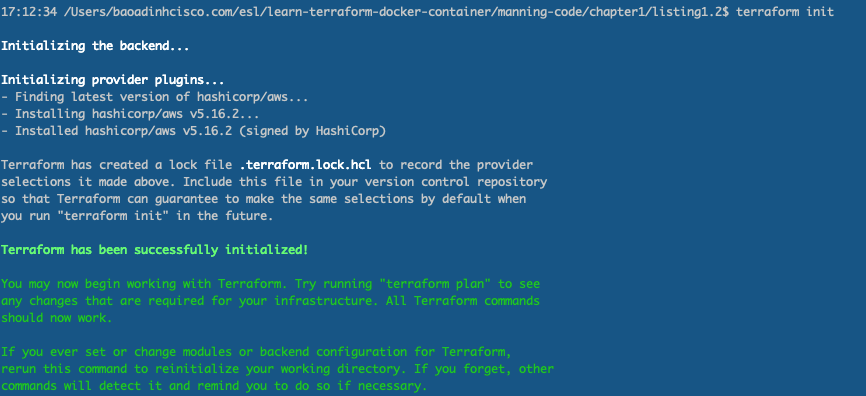 17:12:34 /Users/baoadinhcisco.com/esl/learn-terraform-docker-container/manning-code/chapter1/listing1.2$ terraform init
Initializing the backend...
Initializing provider plugins...
- Finding latest version of hashicorp/aws...
- Installing hashicorp/aws v5.16.2...
- Installed hashicorp/aws v5.16.2 (signed by HashiCorp)
Terraform has created a lock file .terraform.lock.hcl to record the provider
selections it made above. Include this file in your version control repository
so that Terraform can guarantee to make the same selections by default when
you run "terraform init" in the future.
Terraform has been successfully initialized!
You may now begin working with Terraform. Try running "terraform plan" to see
any changes that are required for your infrastructure. All Terraform commands
should now work.
If you ever set or change modules or backend configuration for Terraform,
rerun this command to reinitialize your working directory. If you forget, other
commands will detect it and remind you to do so if necessary.